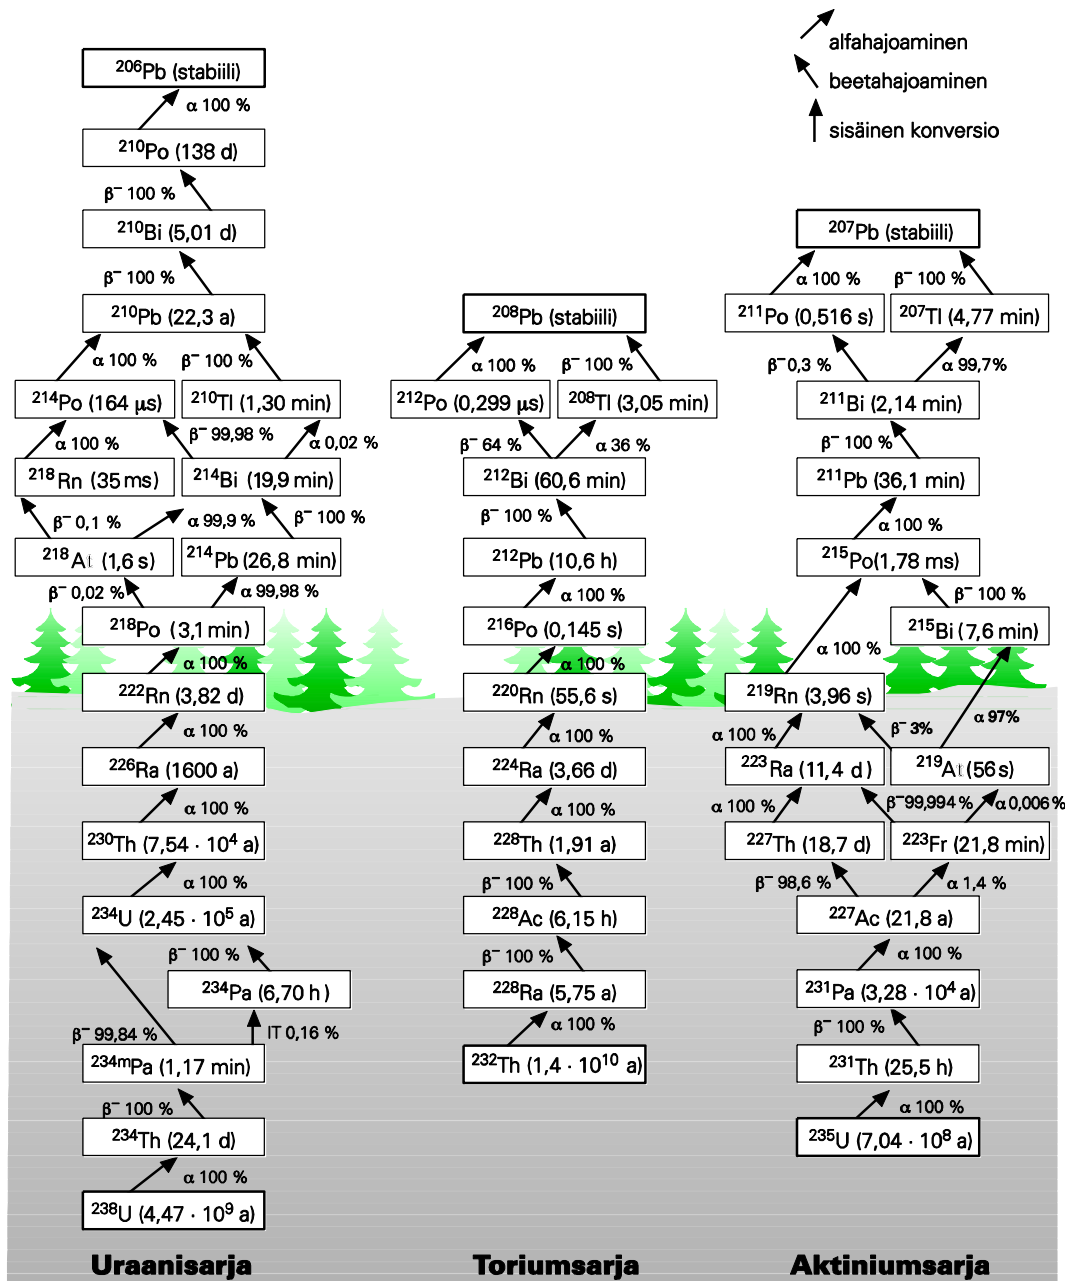 alfahajoaminen
beetahajoaminen
sisäinen konversio
²⁰⁶Pb (stabiili)
α 100 %
²¹⁰Po (138 d)
β⁻ 100 %
²¹⁰Bi (5,01 d)
β⁻ 100 %
²¹⁰Pb (22,3 a)
α 100 %
β⁻ 100 %
²¹⁴Po (164 μs)
²¹⁰Tl (1,30 min)
α 100 %
β⁻ 99,98 %
α 0,02 %
²¹⁸Rn (35 ms)
²¹⁴Bi (19,9 min)
β⁻ 0,1 %
α 99,9 %
β⁻ 100 %
²¹⁸At (1,6 s)
²¹⁴Pb (26,8 min)
β⁻ 0,02 %
α 99,98 %
²¹⁸Po (3,1 min)
α 100 %
²²²Rn (3,82 d)
α 100 %
²²⁶Ra (1600 a)
α 100 %
²³⁰Th (7,54 · 10⁴ a)
α 100 %
²³⁴U (2,45 · 10⁵ a)
β⁻ 100 %
²³⁴Pa (6,70 h)
β⁻ 99,84 %
IT 0,16 %
²³⁴ᵐPa (1,17 min)
β⁻ 100 %
²³⁴Th (24,1 d)
α 100 %
²³⁸U (4,47 · 10⁹ a)
Uraanisarja
²⁰⁸Pb (stabiili)
α 100 %
β⁻ 100 %
²¹²Po (0,299 μs)
²⁰⁸Tl (3,05 min)
β⁻ 64 %
α 36 %
²¹²Bi (60,6 min)
β⁻ 100 %
²¹²Pb (10,6 h)
α 100 %
²¹⁶Po (0,145 s)
α 100 %
²²⁰Rn (55,6 s)
α 100 %
²²⁴Ra (3,66 d)
α 100 %
²²⁸Th (1,91 a)
β⁻ 100 %
²²⁸Ac (6,15 h)
β⁻ 100 %
²²⁸Ra (5,75 a)
α 100 %
²³²Th (1,4 · 10¹⁰ a)
Toriumsarja
²⁰⁷Pb (stabiili)
α 100 %
β⁻ 100 %
²¹¹Po (0,516 s)
²⁰⁷Tl (4,77 min)
β⁻ 0,3 %
α 99,7%
²¹¹Bi (2,14 min)
β⁻ 100 %
²¹¹Pb (36,1 min)
α 100 %
²¹⁵Po(1,78 ms)
β⁻ 100 %
²¹⁵Bi (7,6 min)
α 100 %
²¹⁹Rn (3,96 s)
α 100 %
β⁻ 3%
α 97%
²²³Ra (11,4 d)
²¹⁹At (56 s)
α 100 %
β⁻99,994 %
α 0,006 %
²²⁷Th (18,7 d)
²²³Fr (21,8 min)
β⁻ 98,6 %
α 1,4 %
²²⁷Ac (21,8 a)
α 100 %
²³¹Pa (3,28 · 10⁴ a)
β⁻ 100 %
²³¹Th (25,5 h)
α 100 %
²³⁵U (7,04 · 10⁸ a)
Aktiniumsarja